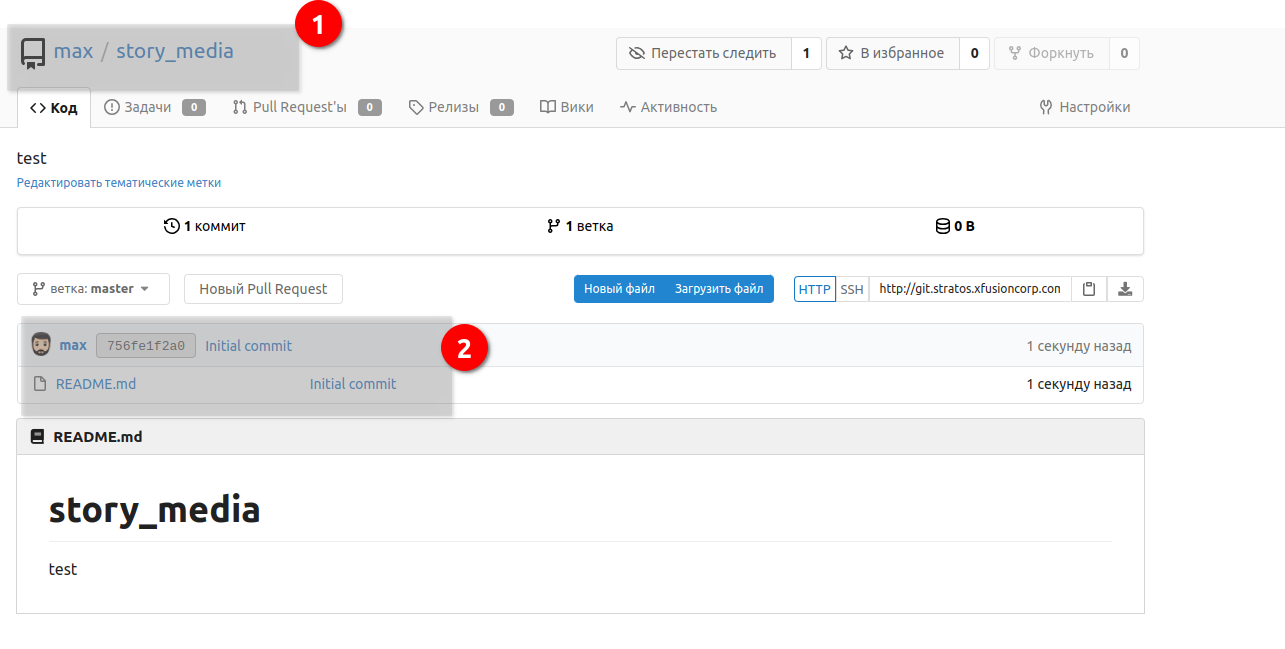 1
max / story_media
Перестать следить 1 В избранное 0 Форкнуть 0
Код Задачи 0 Pull Request'ы 0 Релизы 0 Вики Активность Настройки
test
Редактировать тематические метки
1 коммит 1 ветка 0 B
ветка: master Новый Pull Request Новый файл Загрузить файл HTTP SSH http://git.stratos.xfusioncorp.con
2
max 756fe1f2a0 Initial commit 1 секунду назад
README.md Initial commit 1 секунду назад
README.md
story_media
test